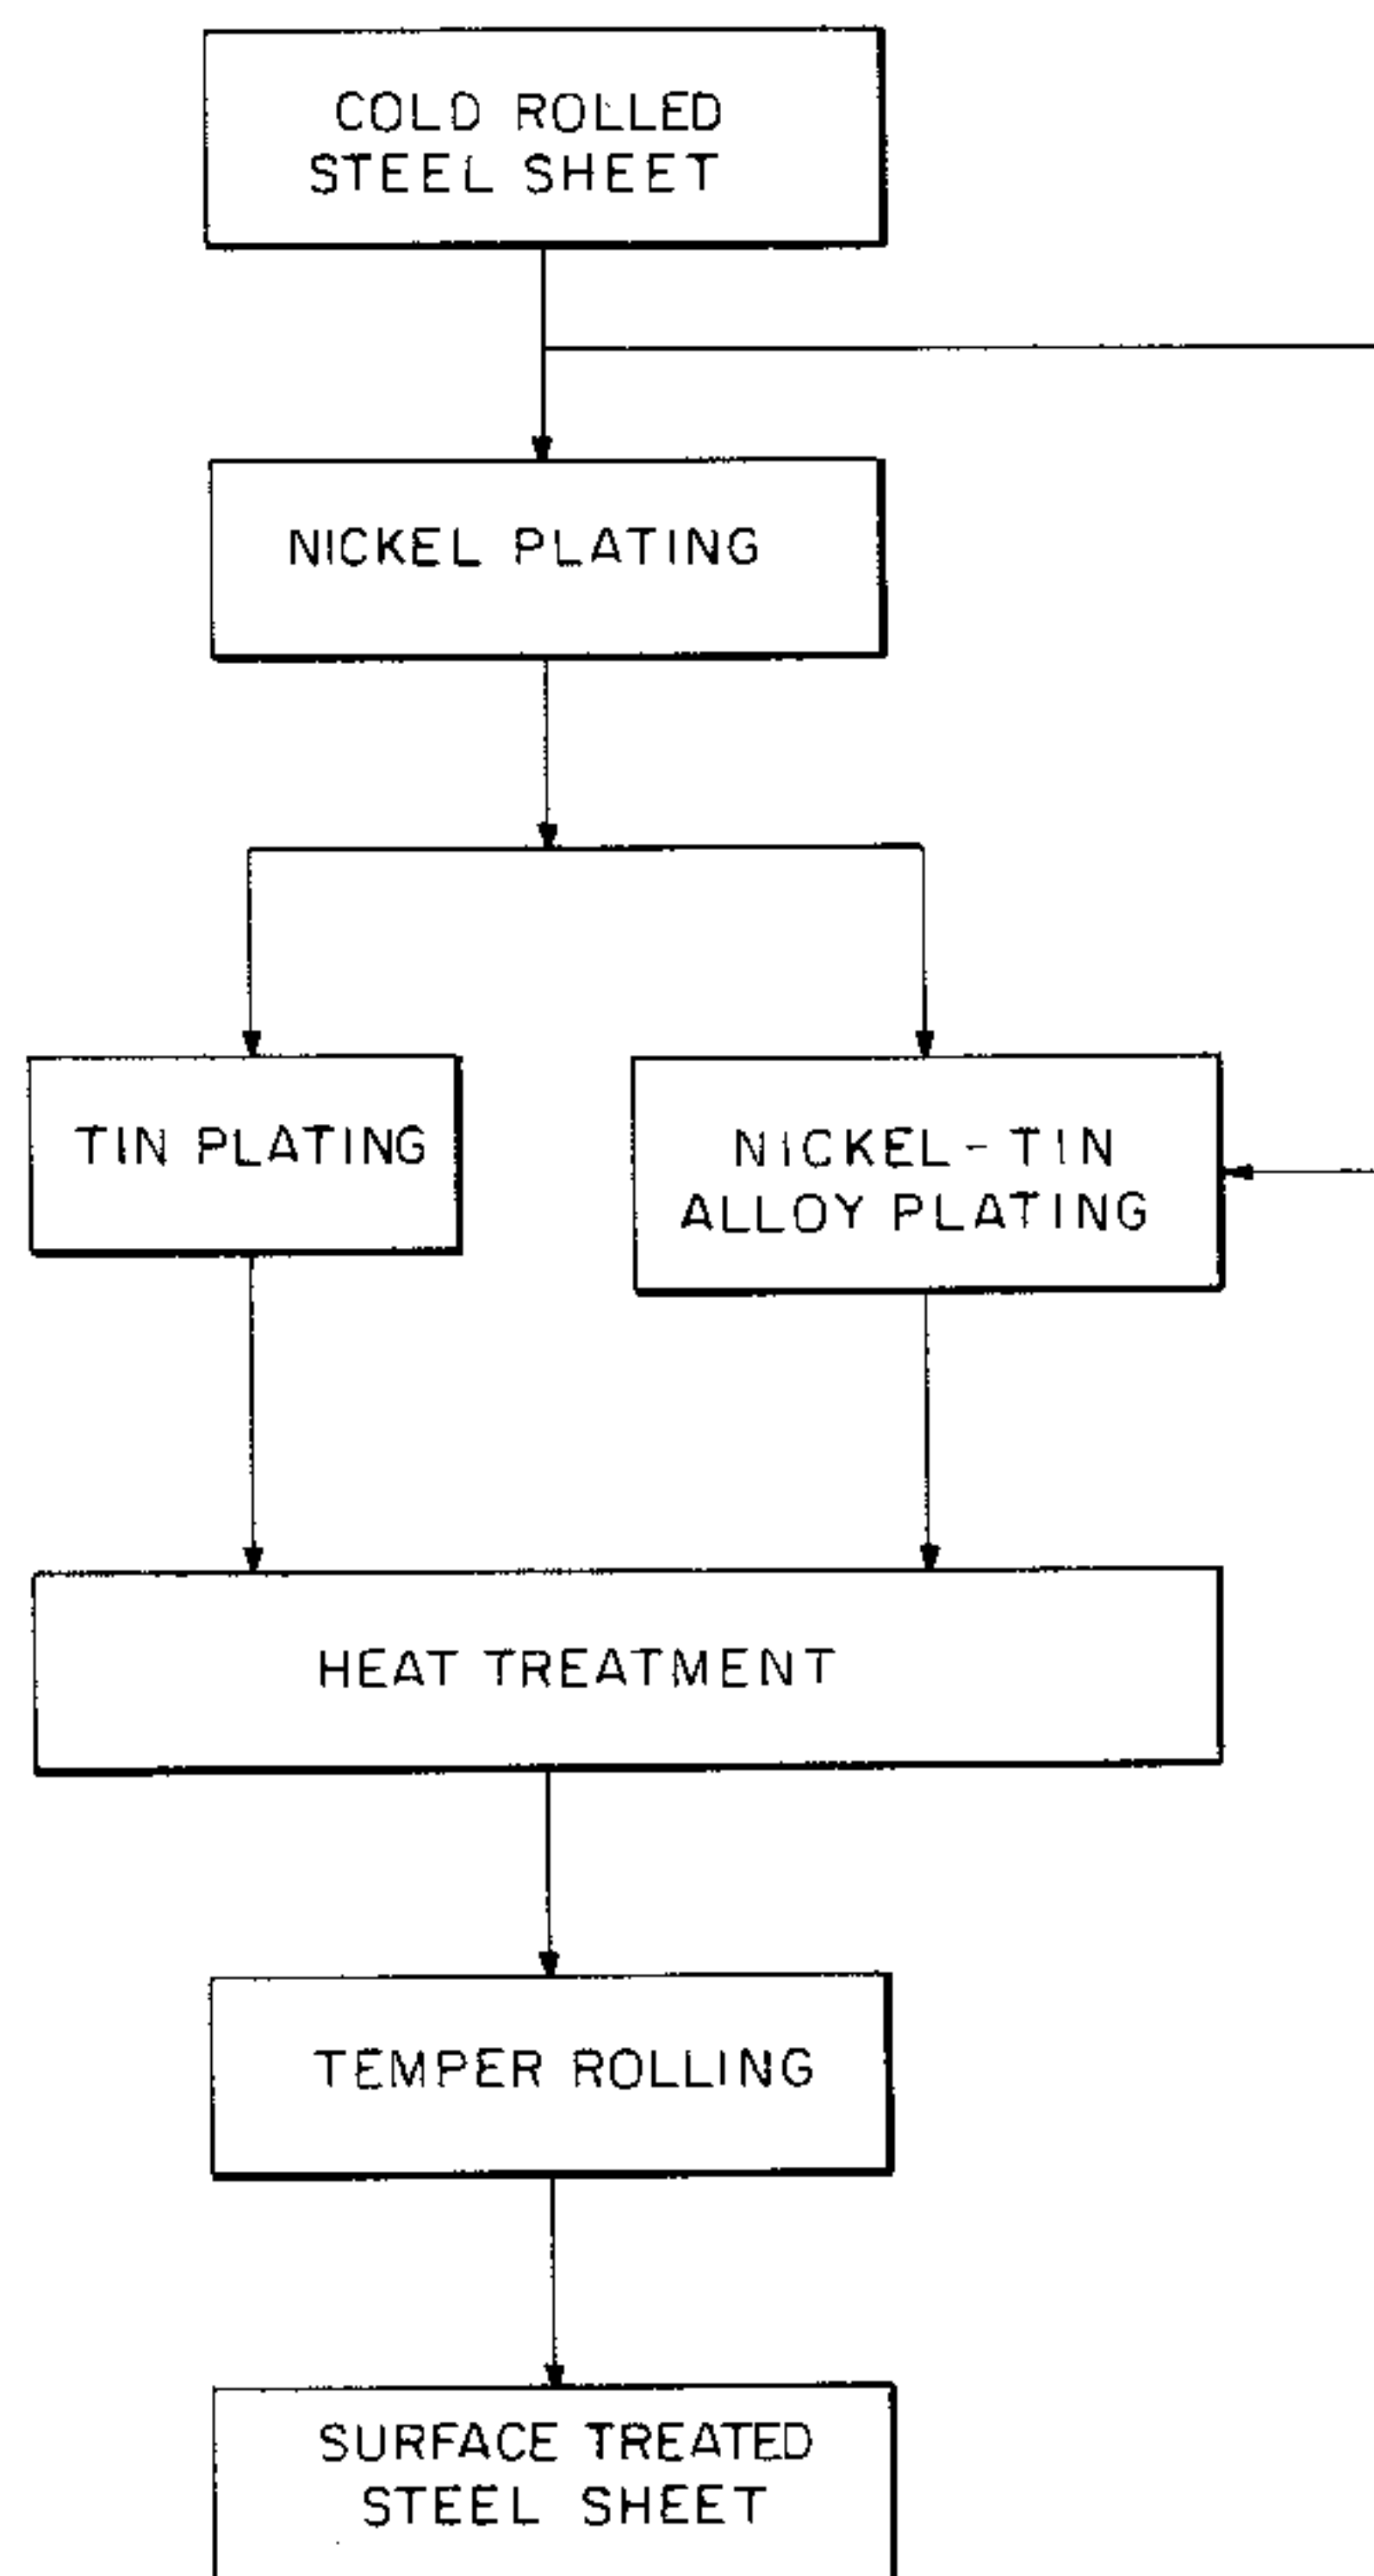 COLD ROLLED
STEEL SHEET
NICKEL PLATING
TIN PLATING
NICKEL-TIN
ALLOY PLATING
HEAT TREATMENT
TEMPER ROLLING
SURFACE TREATED
STEEL SHEET